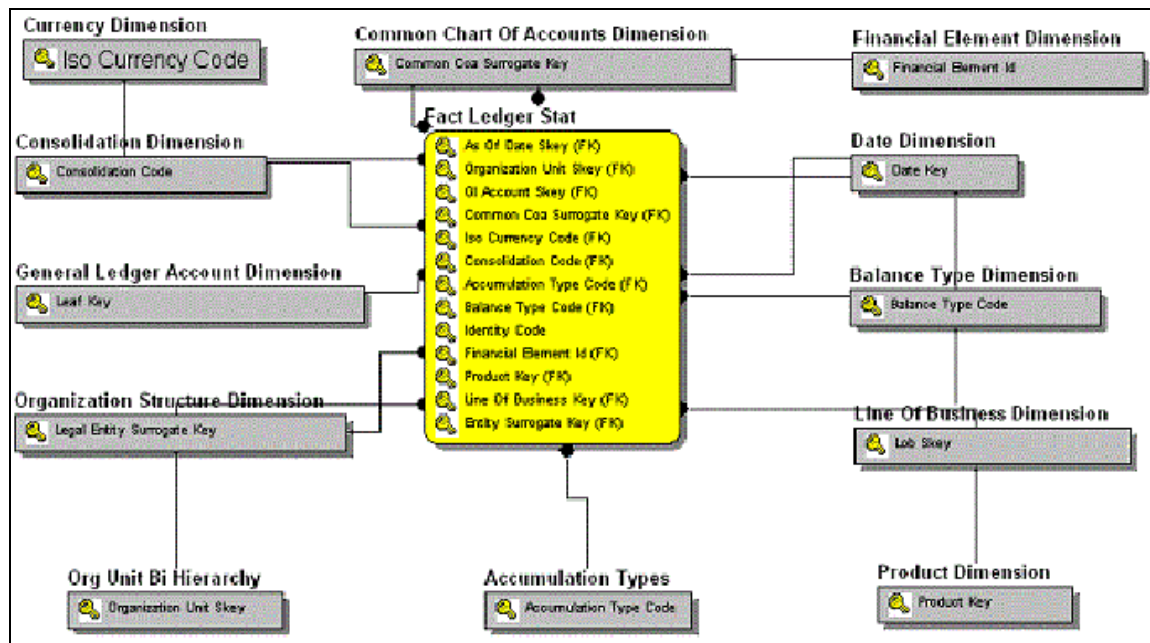 Currency Dimension
Iso Currency Code
Common Chart Of Accounts Dimension
Common Coa Surrogate Key
Financial Element Dimension
Financial Element Id
Fact Ledger Stat
As Of Date Skey (FK)
Organization Unit Skey (FK)
Gl Account Skey (FK)
Common Coa Surrogate Key (FK)
Iso Currency Code (FK)
Consolidation Code (FK)
Accumulation Type Code (FK)
Balance Type Code (FK)
Identity Code
Financial Element Id (FK)
Product Key (FK)
Line Of Business Key (FK)
Entity Surrogate Key (FK)
Consolidation Dimension
Consolidation Code
Date Dimension
Date Key
General Ledger Account Dimension
Leaf Key
Balance Type Dimension
Balance Type Code
Organization Structure Dimension
Legal Entity Surrogate Key
Line Of Business Dimension
Lob Skey
Org Unit Bi Hierarchy
Organization Unit Skey
Accumulation Types
Accumulation Type Code
Product Dimension
Product Key